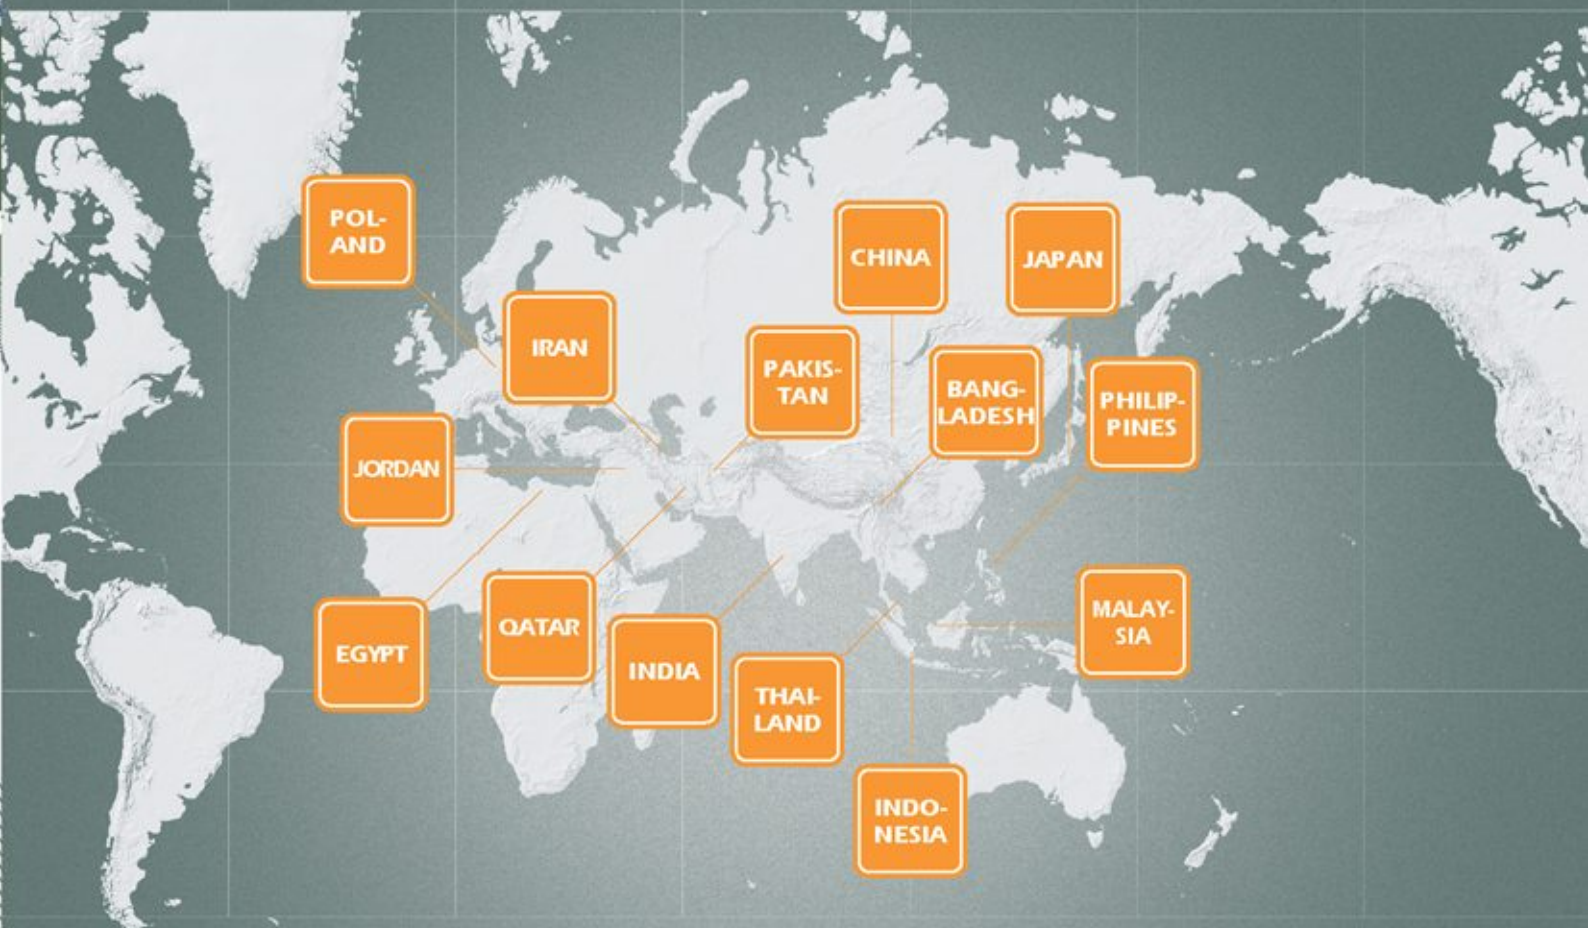 POL-
AND
CHINA
JAPAN
IRAN
PAKIS-
TAN
BANG-
LADESH
PHILIP-
PINES
JORDAN
EGYPT
QATAR
INDIA
THAI-
LAND
MALAY-
SIA
INDO-
NESIA